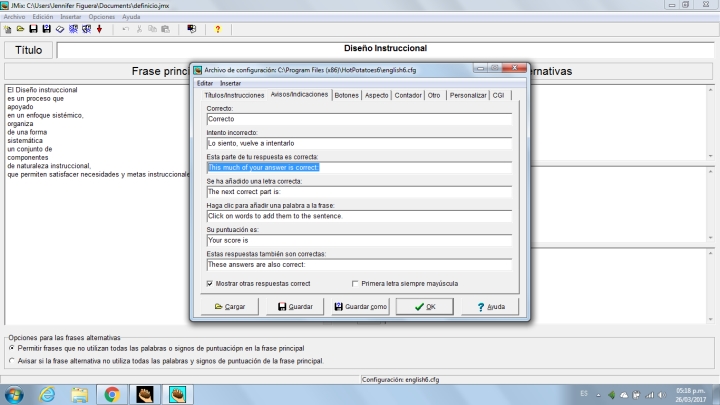 JMix: C:\Users\Jennifer Figuera\Documents\definicio.jmx
Archivo Edición Insertar Opciones Ayuda
Título
Diseño Instruccional
Frase princ
ernativas
El Diseño instruccional
es un proceso que
apoyado
en un enfoque sistémico,
organiza
de una forma
sistemática
un conjunto de
componentes
de naturaleza instruccional,
que permiten satisfacer necesidades y metas instruccionale
Archivo de configuración: C:\Program Files (x86)\HotPotatoes6\english6.cfg
Editar Insertar
Títulos/Instrucciones Avisos/Indicaciones Botones Aspecto Contador Otro Personalizar CGI
Correcto:
Correcto
Intento incorrecto:
Lo siento, vuelve a intentarlo
Esta parte de tu respuesta es correcta:
This much of your answer is correct:
Se ha añadido una letra correcta:
The next correct part is:
Haga clic para añadir una palabra a la frase:
Click on words to add them to the sentence.
Su puntuación es:
Your score is
Estas respuestas también son correctas:
These answers are also correct:
Mostrar otras respuestas correct
Primera letra siempre mayúscula
Cargar Guardar Guardar como OK Ayuda
Opciones para las frases alternativas
Permitir frases que no utilizan todas las palabras o signos de puntuaciópn en la frase principal
Avisar si la frase alternativa no utiliza todas las palabras y signos de puntuación de la frase principal.
Configuración: english6.cfg
ES
05:18 p.m.
26/03/2017